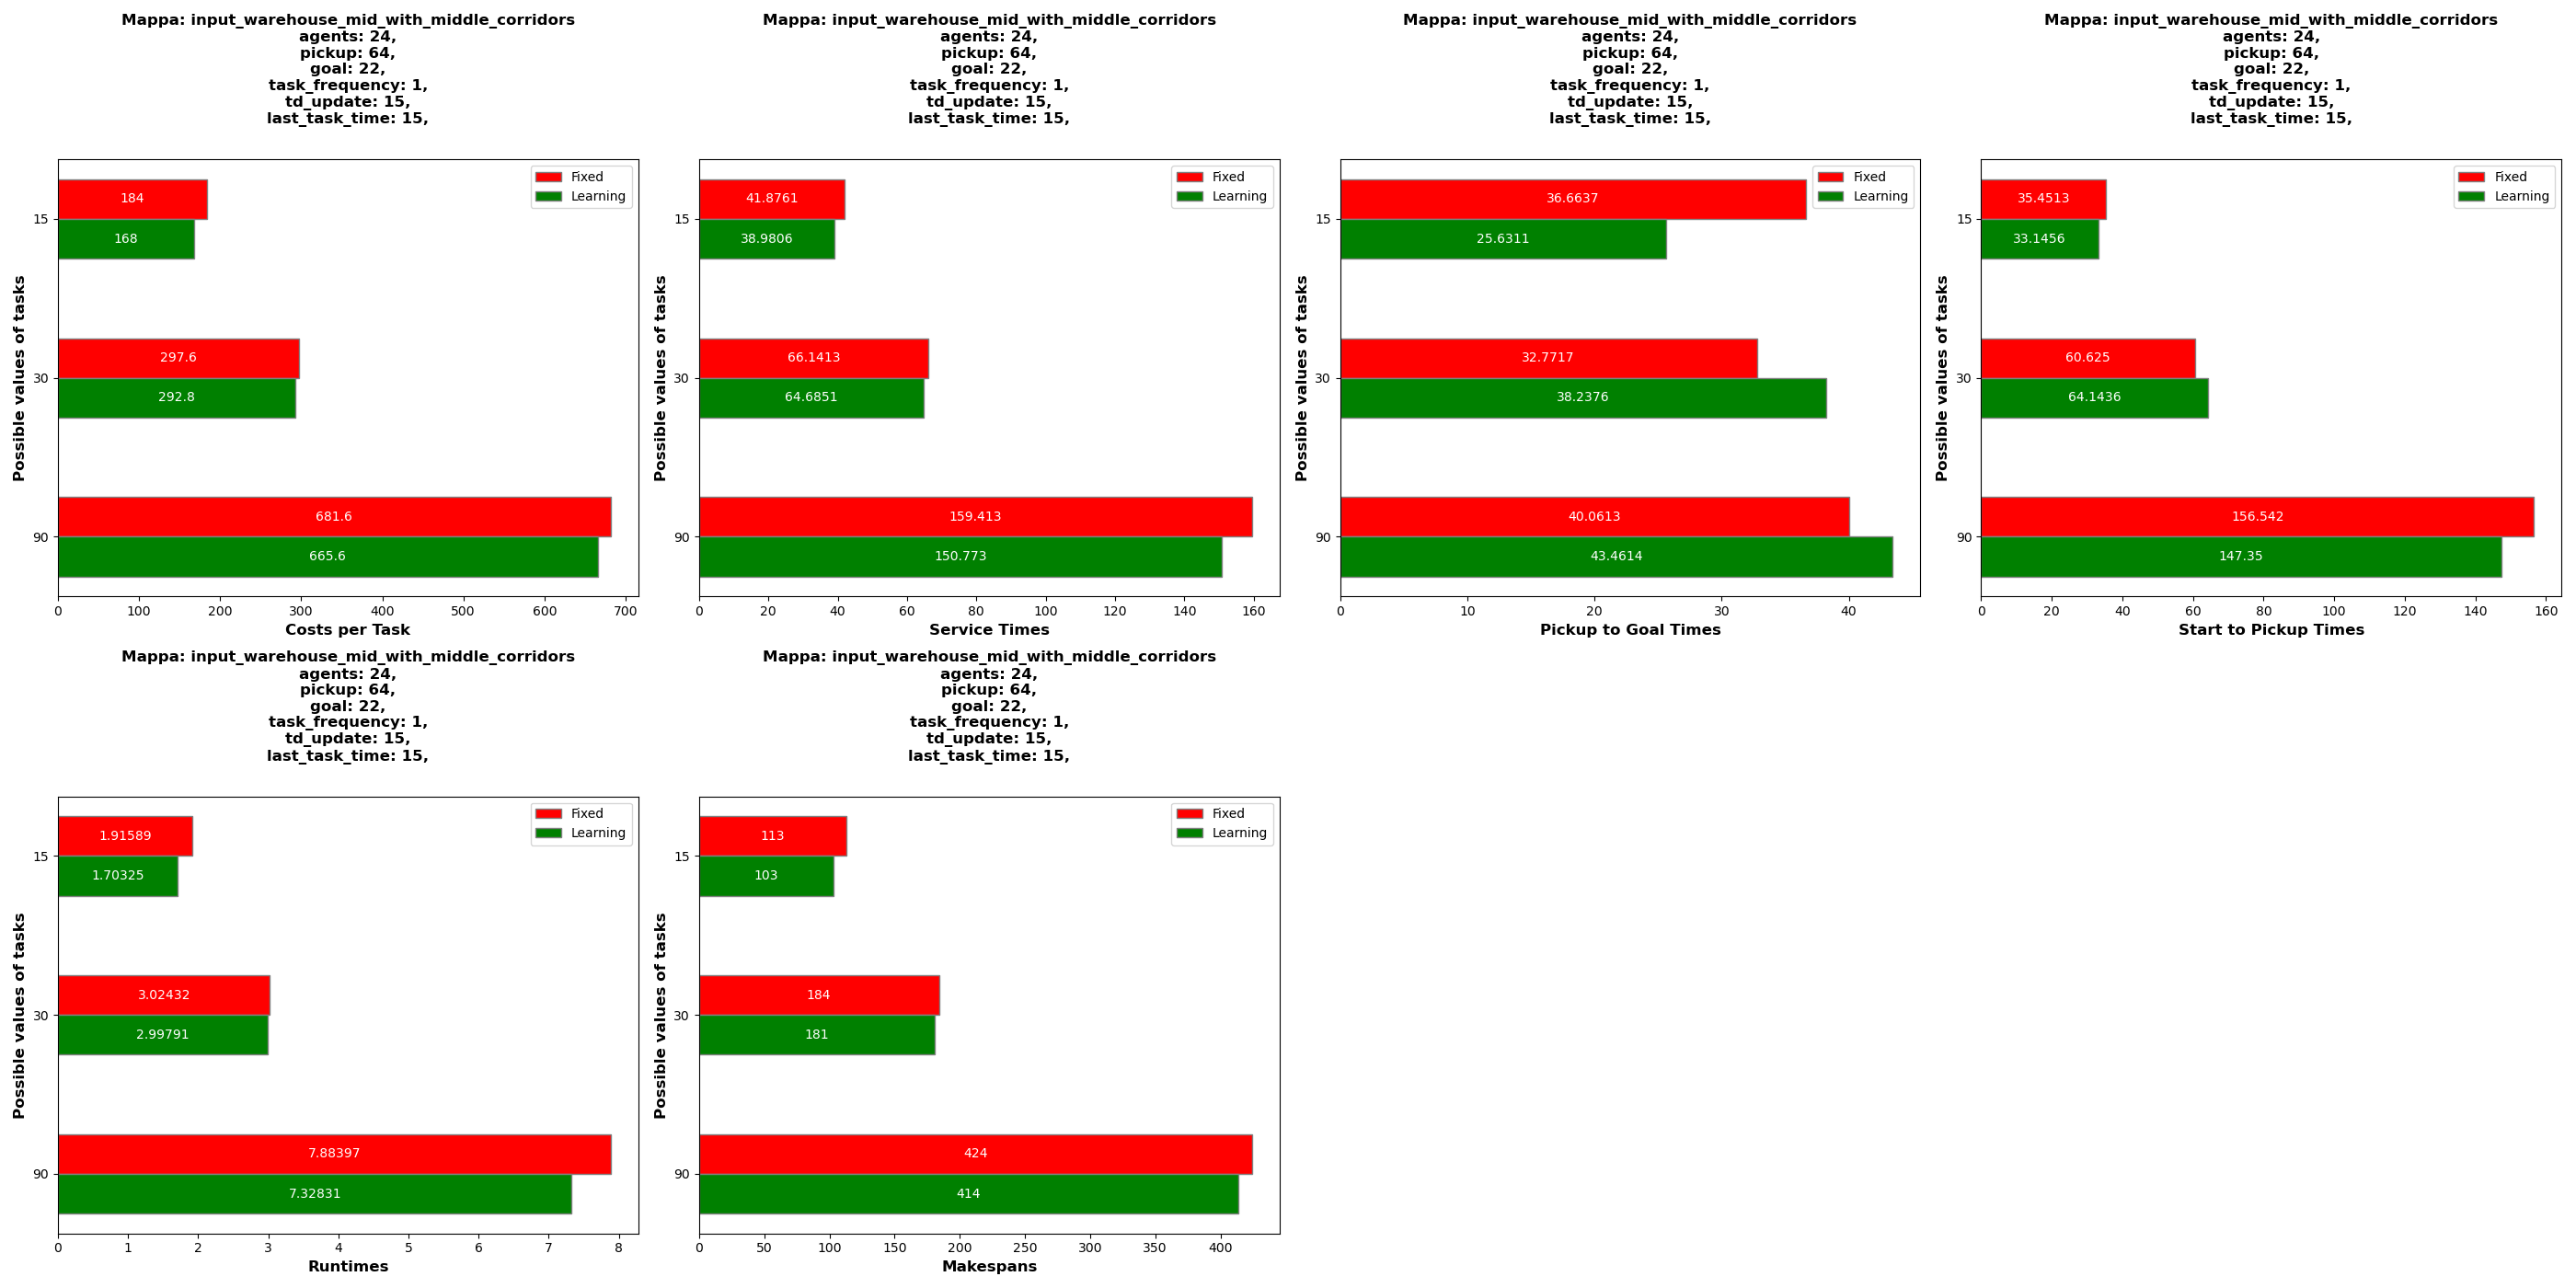 Mappa: input_warehouse_mid_with_middle_corridors
agents: 24,
pickup: 64,
goal: 22,
task_frequency: 1,
td_update: 15,
last_task_time: 15,
Fixed
Learning
184
15
168
297.6
30
292.8
681.6
90
665.6
Possible values of tasks
0 100 200 300 400 500 600 700
Costs per Task
Mappa: input_warehouse_mid_with_middle_corridors
agents: 24,
pickup: 64,
goal: 22,
task_frequency: 1,
td_update: 15,
last_task_time: 15,
Fixed
Learning
41.8761
15
38.9806
66.1413
30
64.6851
159.413
90
150.773
Possible values of tasks
0 20 40 60 80 100 120 140 160
Service Times
Mappa: input_warehouse_mid_with_middle_corridors
agents: 24,
pickup: 64,
goal: 22,
task_frequency: 1,
td_update: 15,
last_task_time: 15,
Fixed
Learning
36.6637
15
25.6311
32.7717
30
38.2376
40.0613
90
43.4614
Possible values of tasks
0 10 20 30 40
Pickup to Goal Times
Mappa: input_warehouse_mid_with_middle_corridors
agents: 24,
pickup: 64,
goal: 22,
task_frequency: 1,
td_update: 15,
last_task_time: 15,
Fixed
Learning
35.4513
15
33.1456
60.625
30
64.1436
156.542
90
147.35
Possible values of tasks
0 20 40 60 80 100 120 140 160
Start to Pickup Times
Mappa: input_warehouse_mid_with_middle_corridors
agents: 24,
pickup: 64,
goal: 22,
task_frequency: 1,
td_update: 15,
last_task_time: 15,
Fixed
Learning
1.91589
15
1.70325
3.02432
30
2.99791
7.88397
90
7.32831
Possible values of tasks
0 1 2 3 4 5 6 7 8
Runtimes
Mappa: input_warehouse_mid_with_middle_corridors
agents: 24,
pickup: 64,
goal: 22,
task_frequency: 1,
td_update: 15,
last_task_time: 15,
Fixed
Learning
113
15
103
184
30
181
424
90
414
Possible values of tasks
0 50 100 150 200 250 300 350 400
Makespans